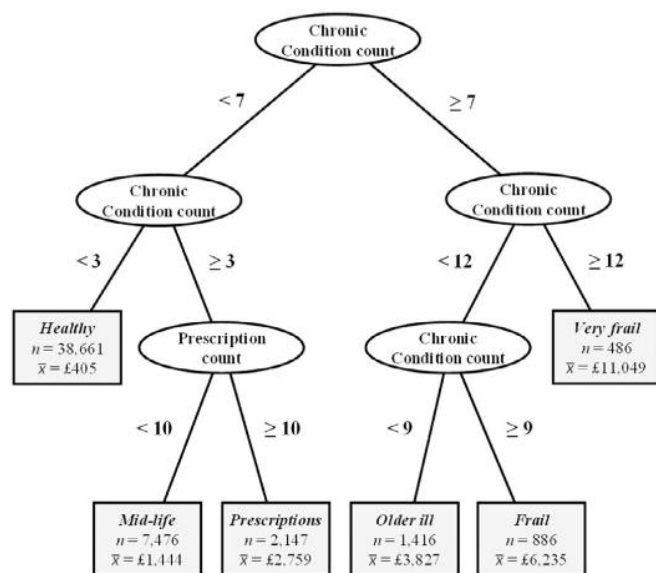 Chronic
Condition count
< 7
≥ 7
Chronic
Condition count
Chronic
Condition count
< 3
≥ 3
< 12
≥ 12
Healthy
n = 38,661
x̄ = £405
Prescription
count
Chronic
Condition count
Very frail
n = 486
x̄ = £11,049
< 10
≥ 10
< 9
≥ 9
Mid-life
n = 7,476
x̄ = £1,444
Prescriptions
n = 2,147
x̄ = £2,759
Older ill
n = 1,416
x̄ = £3,827
Frail
n = 886
x̄ = £6,235